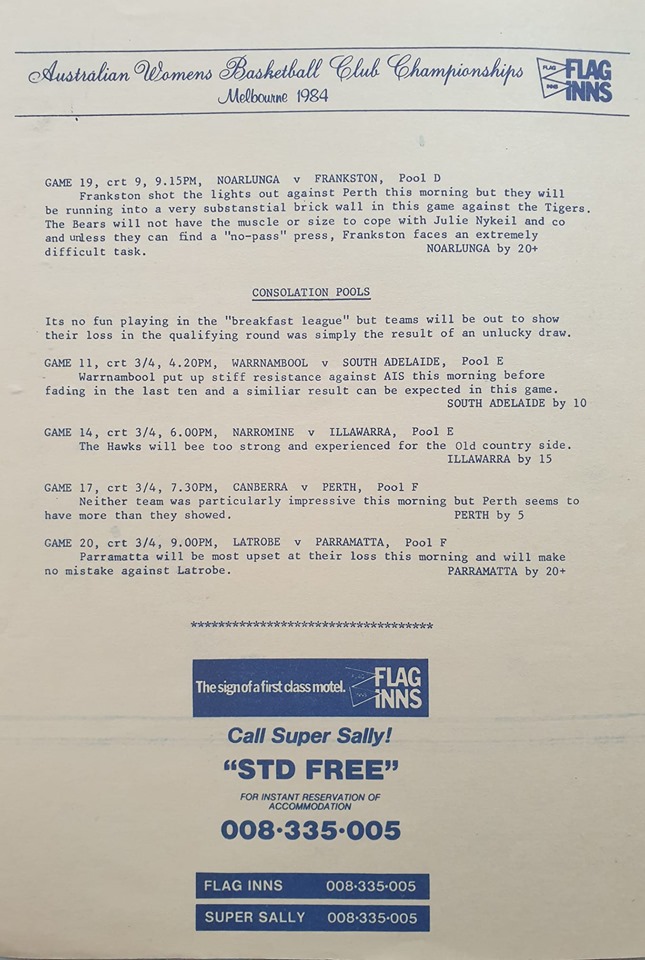 Australian Womens Basketball Club Championships
Melbourne 1984
FLAG
INNS
FLAG
INNS
GAME 19, crt 9, 9.15PM, NOARLUNGA v FRANKSTON, Pool D
Frankston shot the lights out against Perth this morning but they will
be running into a very substanstial brick wall in this game against the Tigers.
The Bears will not have the muscle or size to cope with Julie Nykeil and co
and unless they can find a "no-pass" press, Frankston faces an extremely
difficult task. NOARLUNGA by 20+
CONSOLATION POOLS
Its no fun playing in the "breakfast league" but teams will be out to show
their loss in the qualifying round was simply the result of an unlucky draw.
GAME 11, crt 3/4, 4.20PM, WARRNAMBOOL v SOUTH ADELAIDE, Pool E
Warrnambool put up stiff resistance against AIS this morning before
fading in the last ten and a similiar result can be expected in this game.
SOUTH ADELAIDE by 10
GAME 14, crt 3/4, 6.00PM, NARROMINE v ILLAWARRA, Pool E
The Hawks will bee too strong and experienced for the Old country side.
ILLAWARRA by 15
GAME 17, crt 3/4, 7.30PM, CANBERRA v PERTH, Pool F
Neither team was particularly impressive this morning but Perth seems to
have more than they showed. PERTH by 5
GAME 20, crt 3/4, 9.00PM, LATROBE v PARRAMATTA, Pool F
Parramatta will be most upset at their loss this morning and will make
no mistake against Latrobe. PARRAMATTA by 20+
**********************************
The sign of a first class motel.
FLAG
INNS
Call Super Sally!
"STD FREE"
FOR INSTANT RESERVATION OF
ACCOMMODATION
008·335·005
FLAG INNS 008·335·005
SUPER SALLY 008·335·005